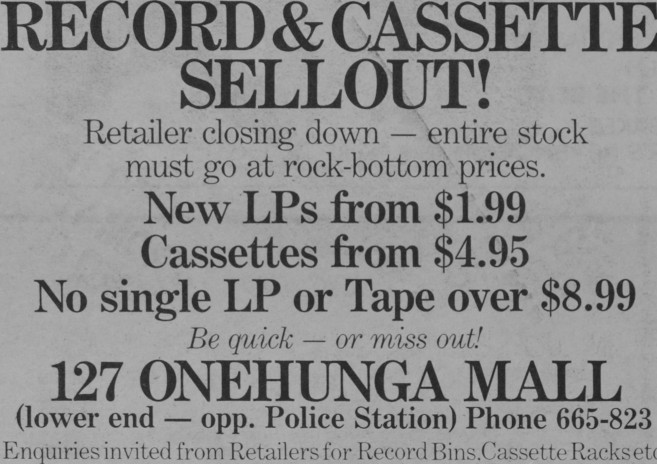 RECORD & CASSETTE
SELLOUT!
Retailer closing down — entire stock
must go at rock-bottom prices.
New LPs from $1.99
Cassettes from $4.95
No single LP or Tape over $8.99
Be quick — or miss out!
127 ONEHUNGA MALL
(lower end — opp. Police Station) Phone 665-823
Enquiries invited from Retailers for Record Bins, Cassette Racks etc